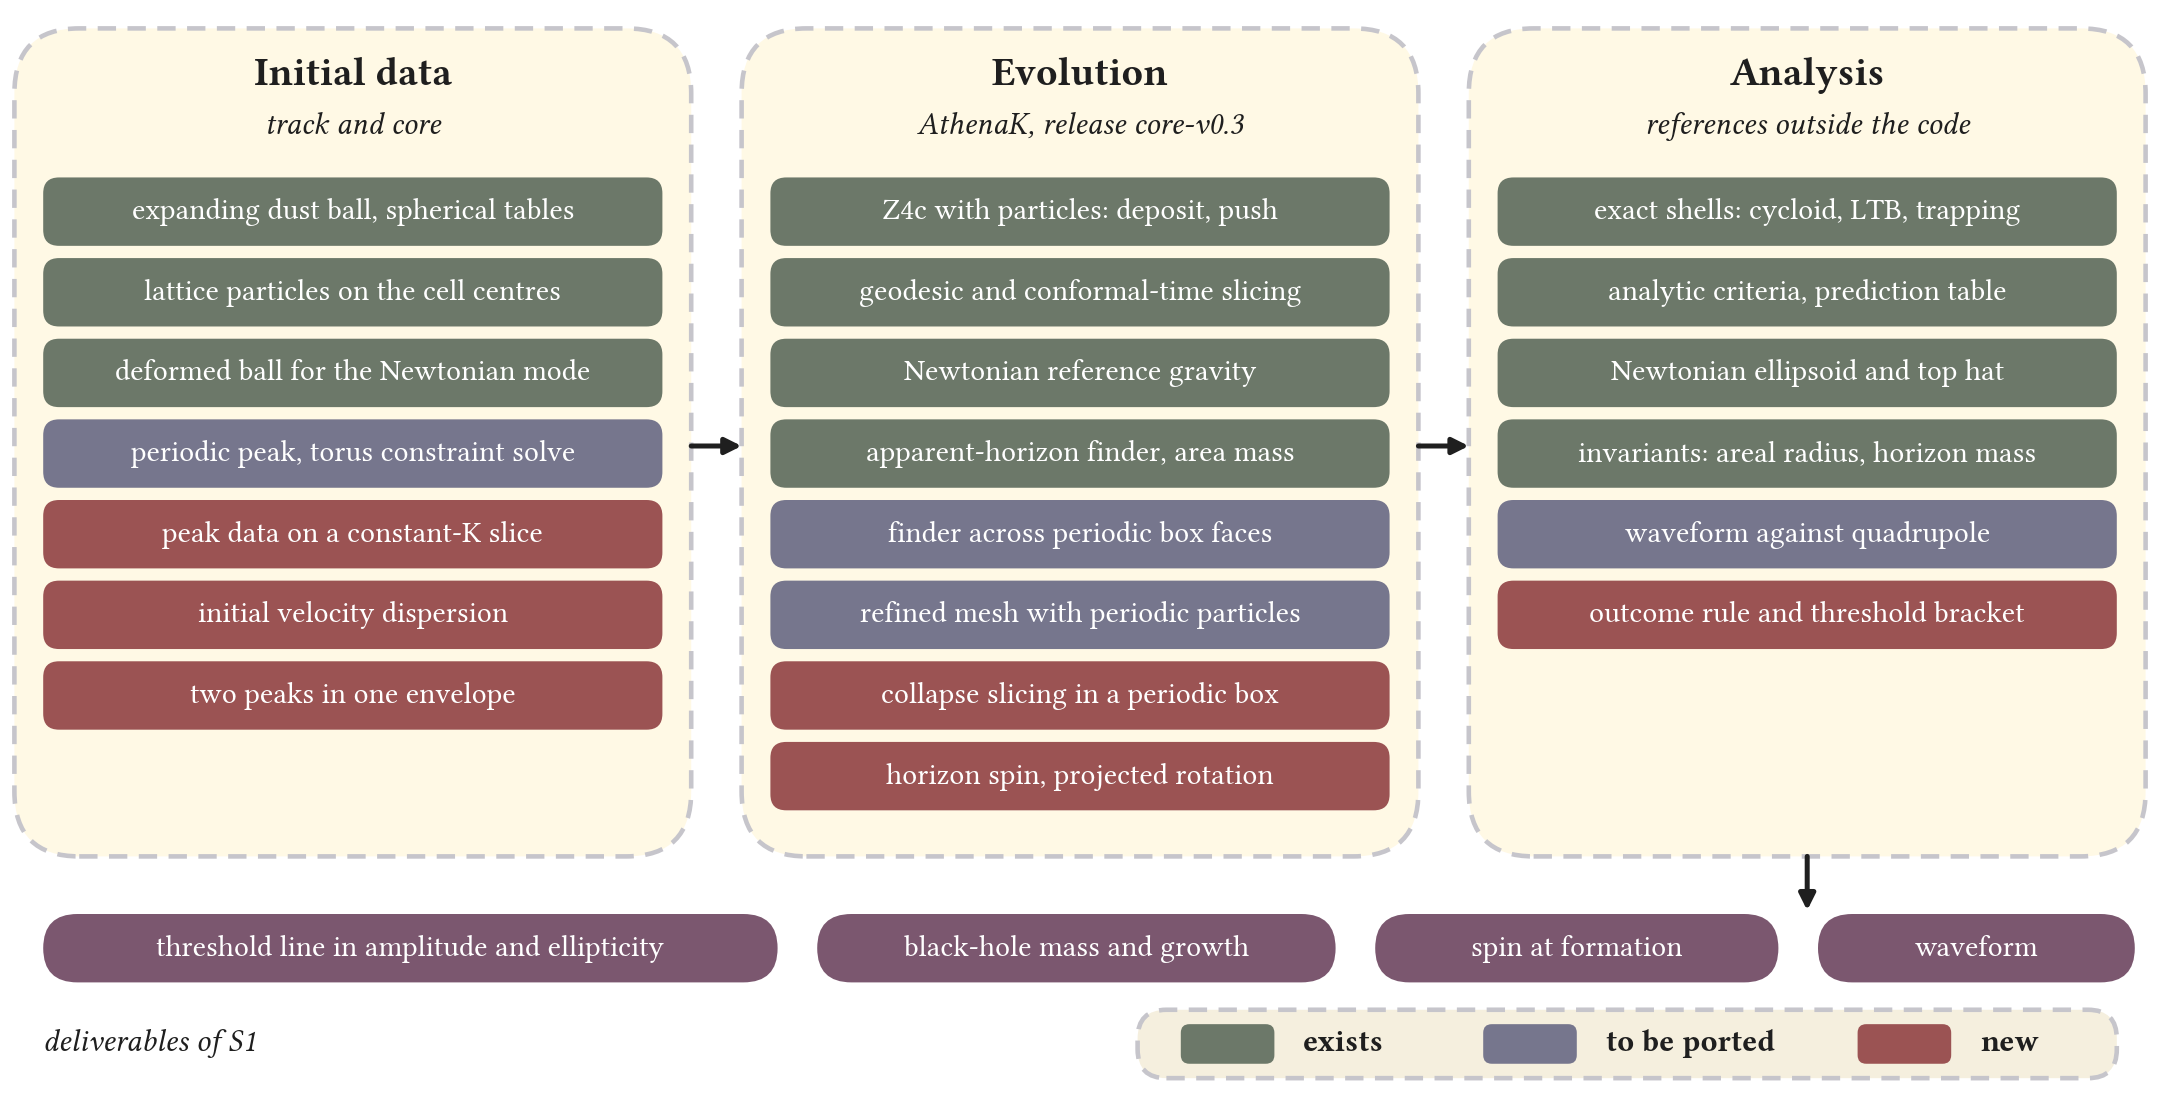 Initial data
track and core
expanding dust ball, spherical tables
lattice particles on the cell centres
deformed ball for the Newtonian mode
periodic peak, torus constraint solve
peak data on a constant-K slice
initial velocity dispersion
two peaks in one envelope
Evolution
AthenaK, release core-v0.3
Z4c with particles: deposit, push
geodesic and conformal-time slicing
Newtonian reference gravity
apparent-horizon finder, area mass
finder across periodic box faces
refined mesh with periodic particles
collapse slicing in a periodic box
horizon spin, projected rotation
Analysis
references outside the code
exact shells: cycloid, LTB, trapping
analytic criteria, prediction table
Newtonian ellipsoid and top hat
invariants: areal radius, horizon mass
waveform against quadrupole
outcome rule and threshold bracket
threshold line in amplitude and ellipticity
black-hole mass and growth
spin at formation
waveform
deliverables of S1
exists
to be ported
new